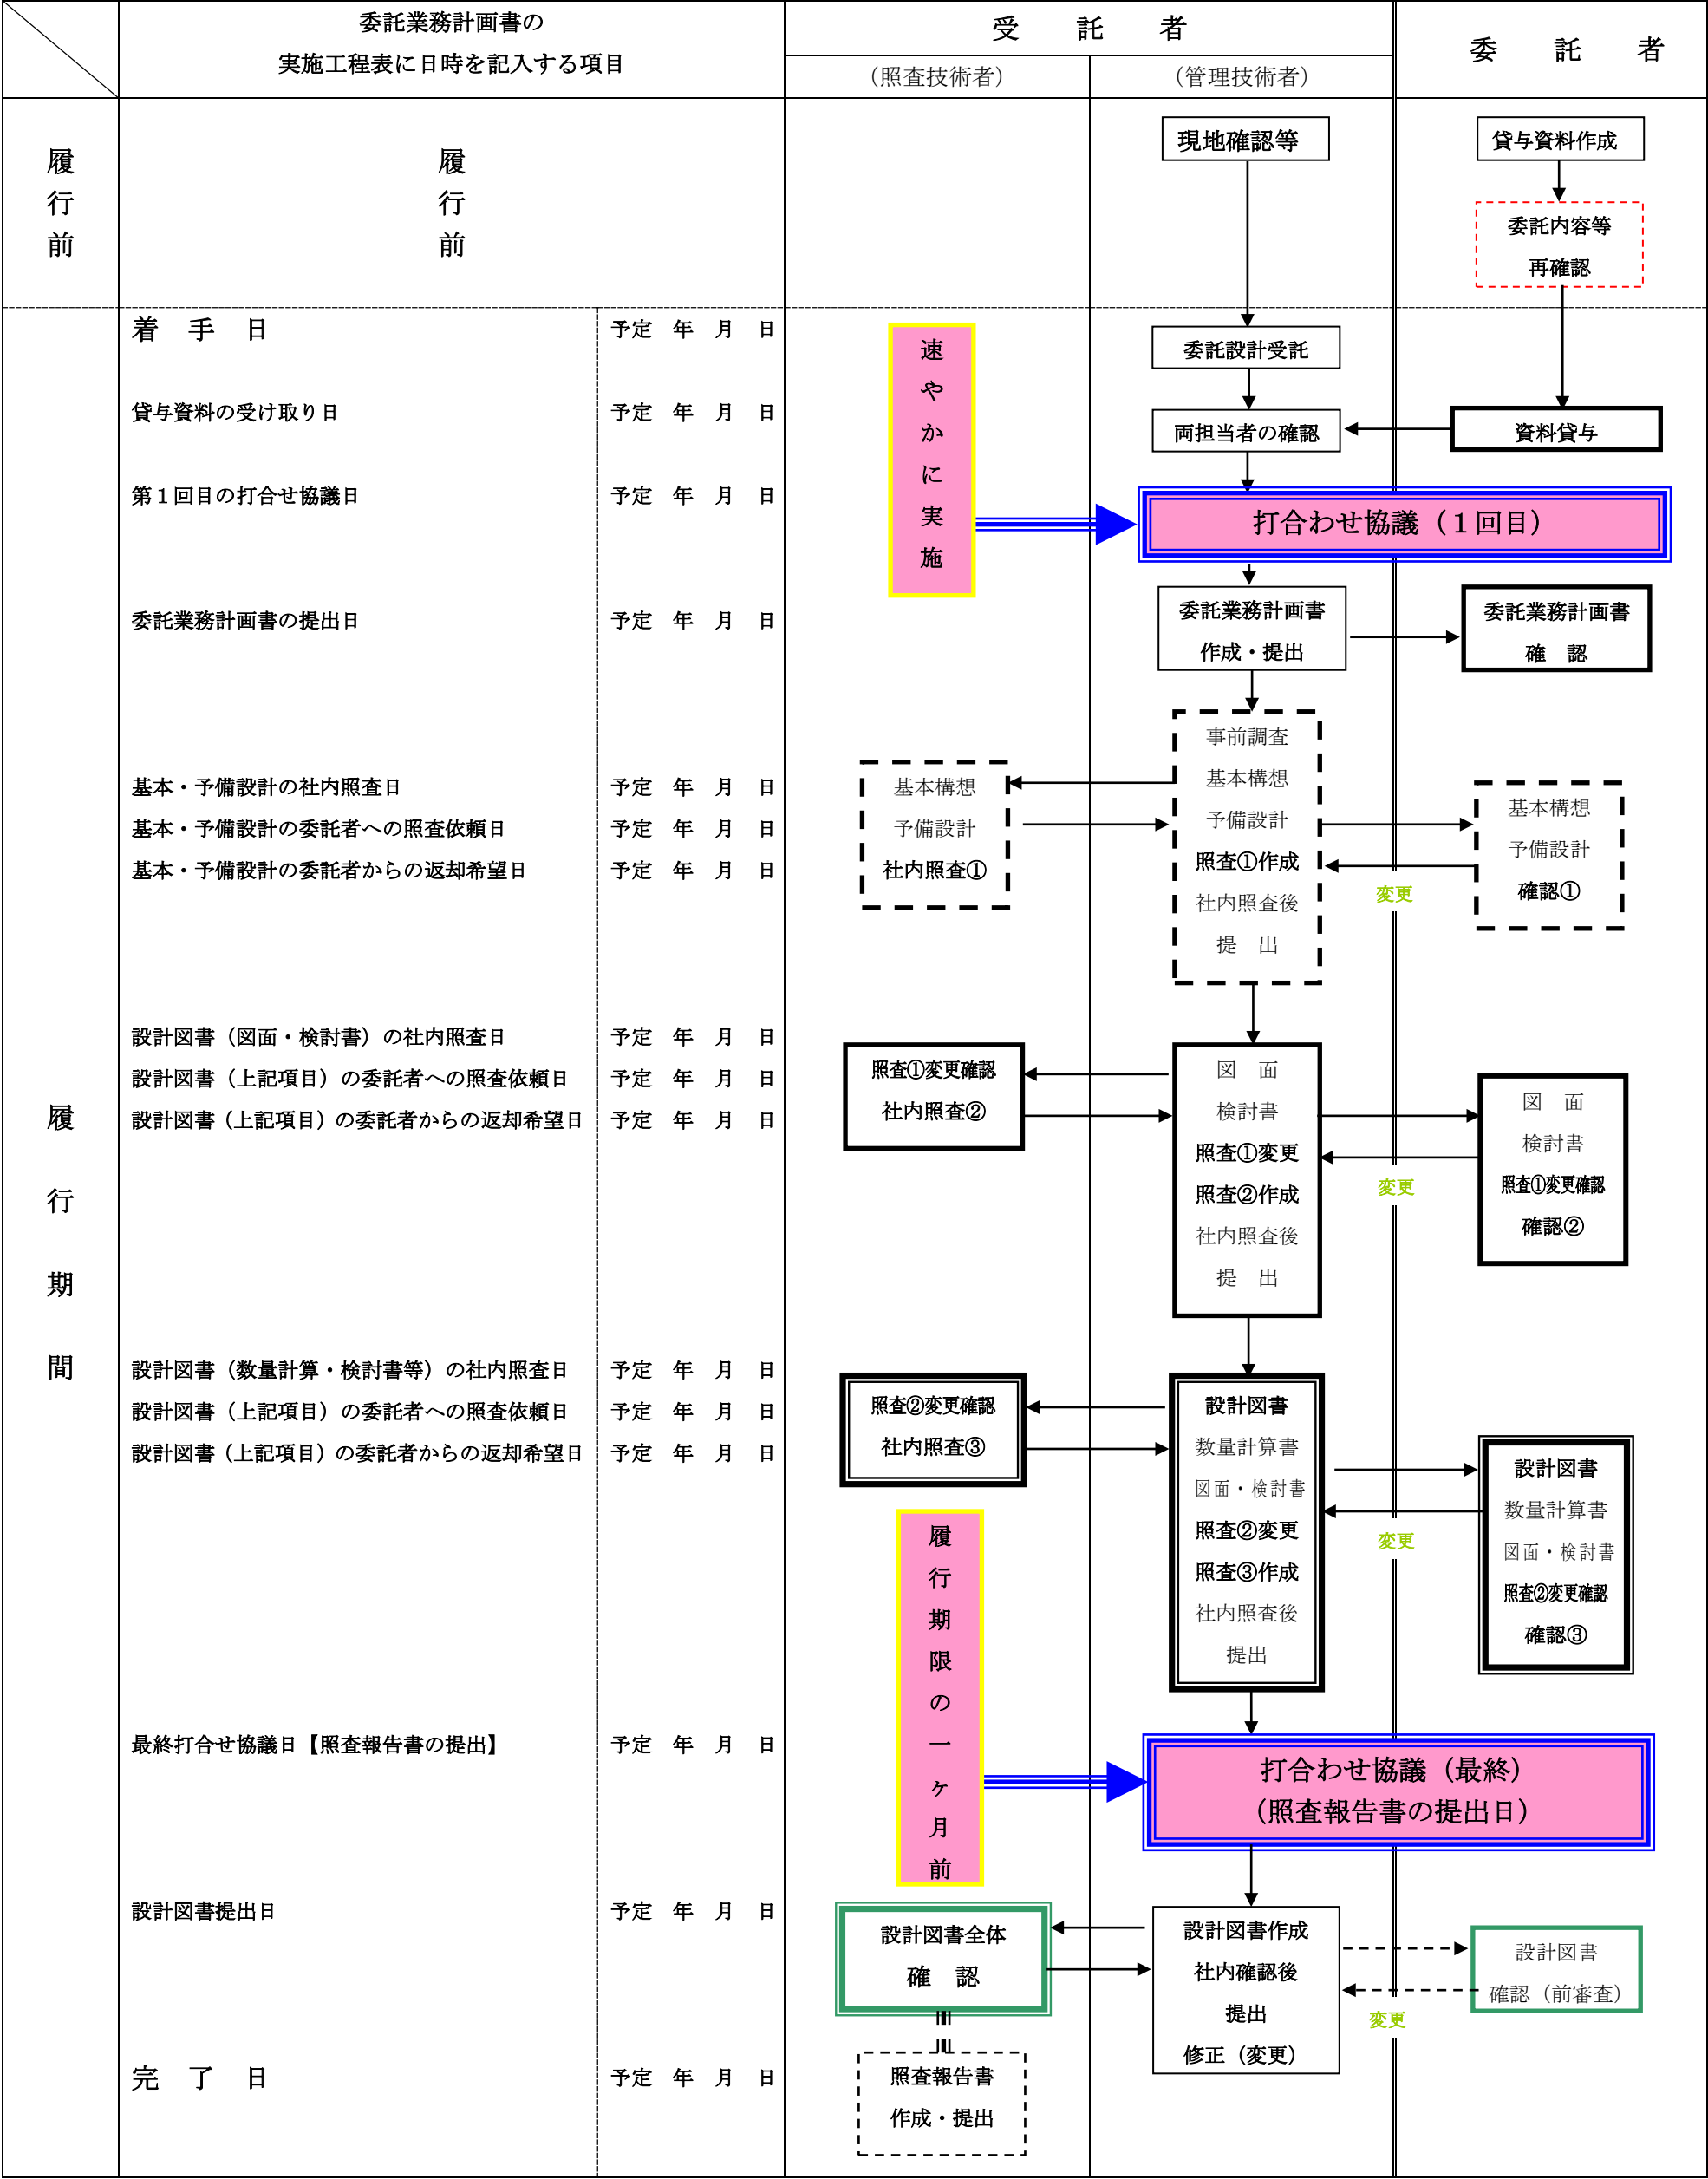 委託業務計画書の
実施工程表に日時を記入する項目
受　託　者
（照査技術者）
（管理技術者）
委　託　者
履
行
前
履
行
前
現地確認等
貸与資料作成
委託内容等
再確認
履
行
期
間
着　手　日　予定　年　月　日
貸与資料の受け取り日　予定　年　月　日
第１回目の打合せ協議日　予定　年　月　日
委託業務計画書の提出日　予定　年　月　日
基本・予備設計の社内照査日　予定　年　月　日
基本・予備設計の委託者への照査依頼日　予定　年　月　日
基本・予備設計の委託者からの返却希望日　予定　年　月　日
設計図書（図面・検討書）の社内照査日　予定　年　月　日
設計図書（上記項目）の委託者への照査依頼日　予定　年　月　日
設計図書（上記項目）の委託者からの返却希望日　予定　年　月　日
設計図書（数量計算・検討書等）の社内照査日　予定　年　月　日
設計図書（上記項目）の委託者への照査依頼日　予定　年　月　日
設計図書（上記項目）の委託者からの返却希望日　予定　年　月　日
最終打合せ協議日【照査報告書の提出】　予定　年　月　日
設計図書提出日　予定　年　月　日
完　了　日　予定　年　月　日
速
や
か
に
実
施
委託設計受託
両担当者の確認
資料貸与
打合わせ協議（１回目）
委託業務計画書
作成・提出
委託業務計画書
確　認
基本構想
予備設計
社内照査①
事前調査
基本構想
予備設計
照査①作成
社内照査後
提　出
変更
基本構想
予備設計
確認①
照査①変更確認
社内照査②
図　面
検討書
照査①変更
照査②作成
社内照査後
提　出
変更
図　面
検討書
照査①変更確認
確認②
照査②変更確認
社内照査③
設計図書
数量計算書
図面・検討書
照査②変更
照査③作成
社内照査後
提出
変更
設計図書
数量計算書
図面・検討書
照査②変更確認
確認③
履
行
期
限
の
一
ヶ
月
前
打合わせ協議（最終）
（照査報告書の提出日）
設計図書全体
確　認
設計図書作成
社内確認後
提出
修正（変更）
変更
設計図書
確認（前審査）
照査報告書
作成・提出